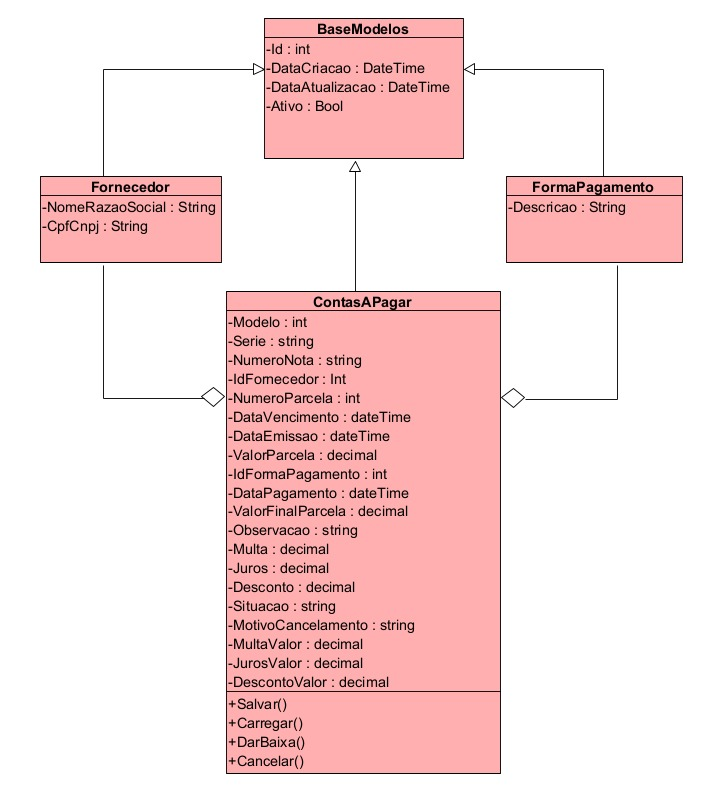 BaseModelos
-Id : int
-DataCriacao : DateTime
-DataAtualizacao : DateTime
-Ativo : Bool
Fornecedor
-NomeRazaoSocial : String
-CpfCnpj : String
FormaPagamento
-Descricao : String
ContasAPagar
-Modelo : int
-Serie : string
-NumeroNota : string
-IdFornecedor : Int
-NumeroParcela : int
-DataVencimento : dateTime
-DataEmissao : dateTime
-ValorParcela : decimal
-IdFormaPagamento : int
-DataPagamento : dateTime
-ValorFinalParcela : decimal
-Observacao : string
-Multa : decimal
-Juros : decimal
-Desconto : decimal
-Situacao : string
-MotivoCancelamento : string
-MultaValor : decimal
-JurosValor : decimal
-DescontoValor : decimal
+Salvar()
+Carregar()
+DarBaixa()
+Cancelar()